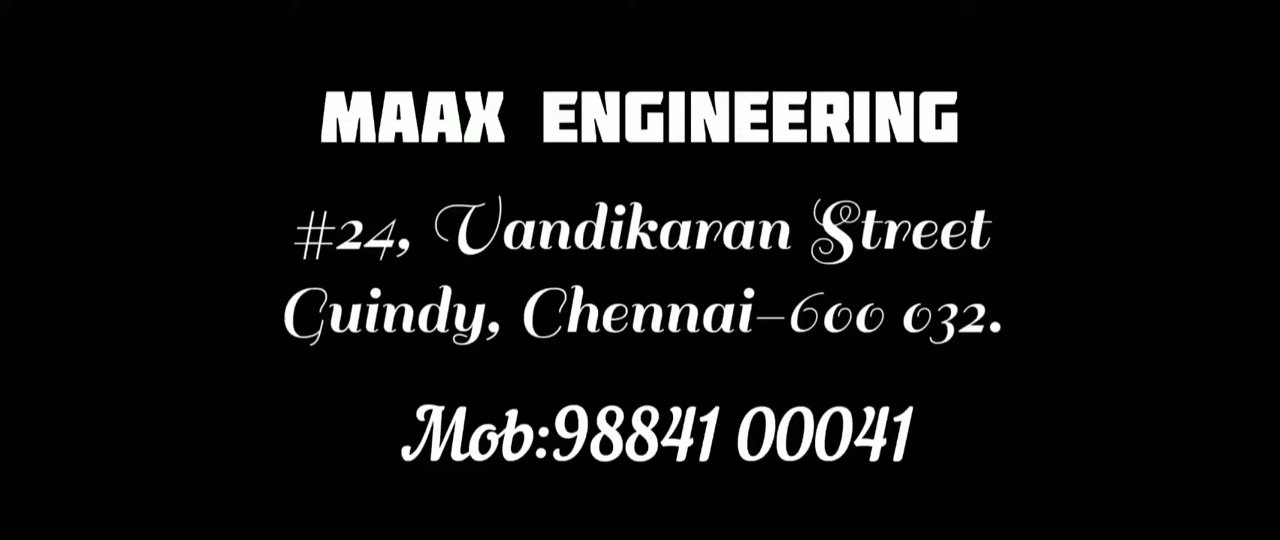 MAAX ENGINEERING
#24, Vandikaran Street
Guindy, Chennai-600 032.
Mob:98841 00041